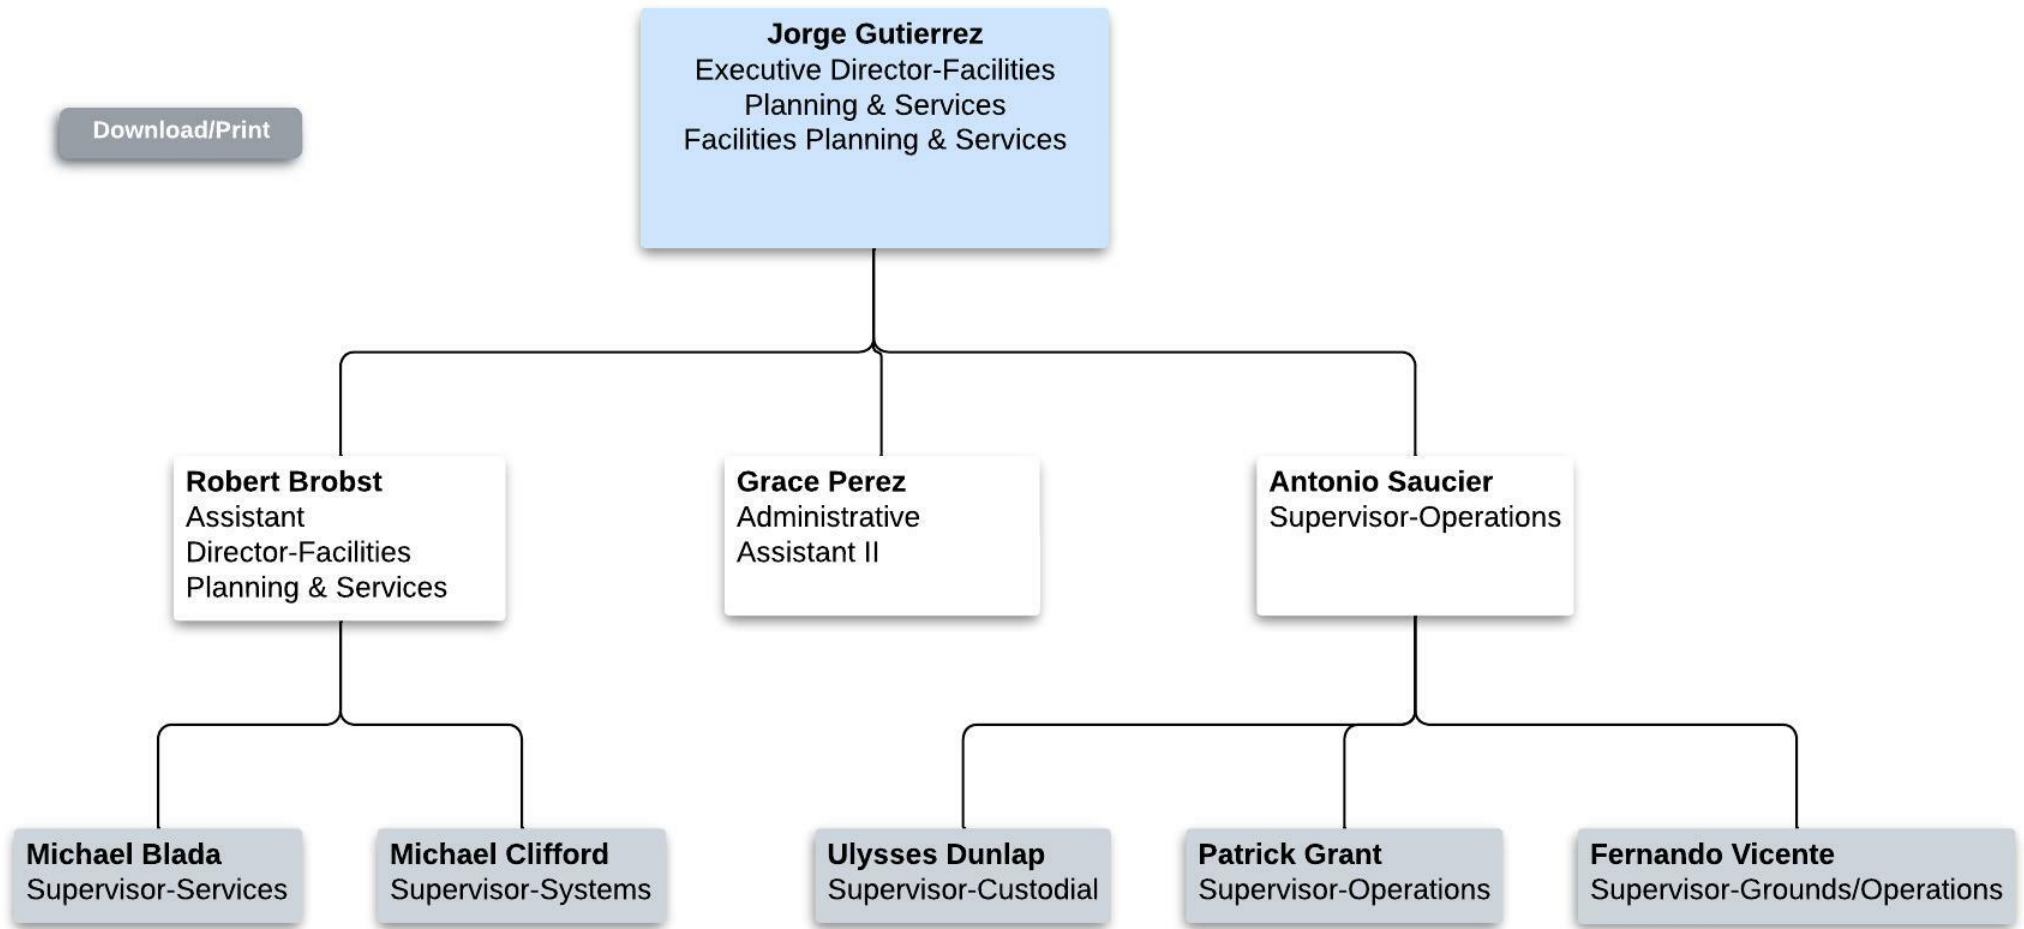 Jorge Gutierrez
Executive Director-Facilities
Planning & Services
Facilities Planning & Services
Download/Print
Robert Brobst
Assistant
Director-Facilities
Planning & Services
Grace Perez
Administrative
Assistant II
Antonio Saucier
Supervisor-Operations
Michael Blada
Supervisor-Services
Michael Clifford
Supervisor-Systems
Ulysses Dunlap
Supervisor-Custodial
Patrick Grant
Supervisor-Operations
Fernando Vicente
Supervisor-Grounds/Operations